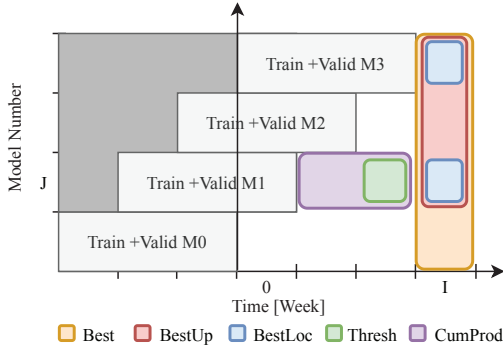 Train +Valid M3
Train +Valid M2
Train +Valid M1
Train +Valid M0
Model Number
J
0
I
Time [Week]
Best
BestUp
BestLoc
Thresh
CumProd